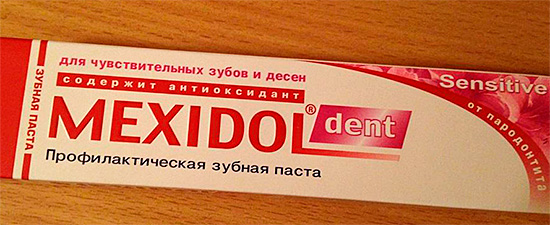 ЗУБНАЯ ПАСТА
для чувствительных зубов и десен
содержит антиоксидант
MEXIDOL® dent
Профилактическая зубная паста
Sensitive
от пародонтита